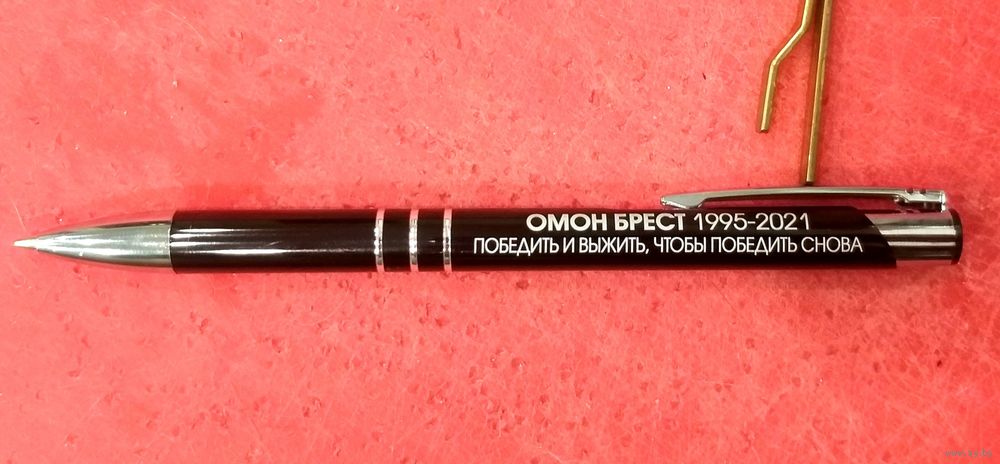 ОМОН БРЕСТ 1995-2021
ПОБЕДИТЬ И ВЫЖИТЬ, ЧТОБЫ ПОБЕДИТЬ СНОВА